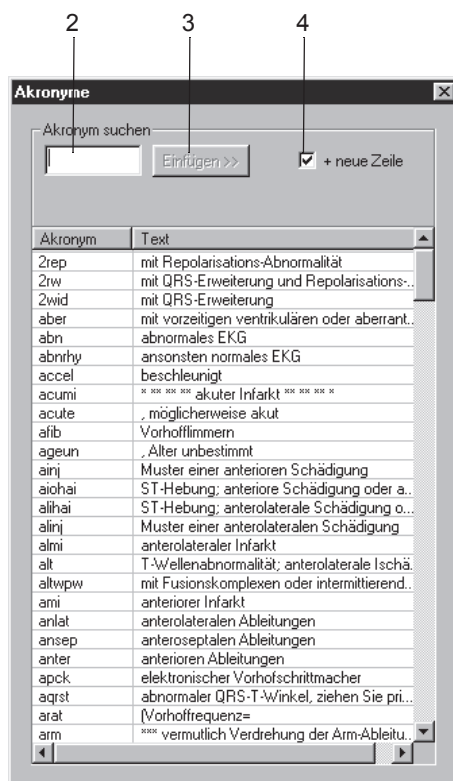 2 3 4
Akronyme
Akronym suchen
Einfügen >> + neue Zeile
Akronym Text
2rep mit Repolarisations-Abnormalität
2rw mit QRS-Erweiterung und Repolarisations-..
2wid mit QRS-Erweiterung
aber mit vorzeitigen ventrikulären oder aberrant..
abn abnormales EKG
abnrhy ansonsten normales EKG
accel beschleunigt
acumi * ** ** ** ** akuter Infarkt ** ** ** ** *
acute , möglicherweise akut
afib Vorhofflimmern
ageun , Alter unbestimmt
ainj Muster einer anterioren Schädigung
aiohai ST-Hebung; anteriore Schädigung oder a..
alihai ST-Hebung; anterolaterale Schädigung o..
alinj Muster einer anterolateralen Schädigung
almi anterolateraler Infarkt
alt T-Wellenabnormalität; anterolaterale Ischä.
altwpw mit Fusionskomplexen oder intermittierend..
ami anteriorer Infarkt
anlat anterolateralen Ableitungen
ansep anteroseptalen Ableitungen
anter anterioren Ableitungen
apck elektronischer Vorhofschrittmacher
aqrst abnormaler QRS-T-Winkel, ziehen Sie pri..
arat (Vorhoffrequenz=
arm *** vermutlich Verdrehung der Arm-Ableitu..